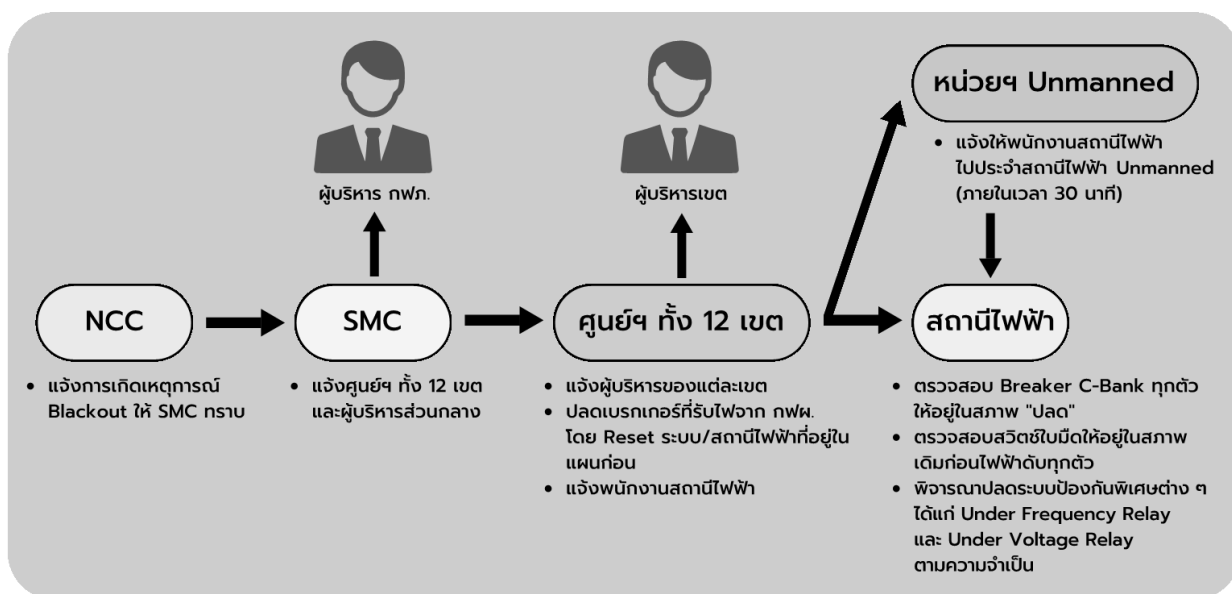 ผู้บริหาร กฟภ.
ผู้บริหารเขต
หน่วยฯ Unmanned
• แจ้งให้พนักงานสถานีไฟฟ้า
ไปประจำสถานีไฟฟ้า Unmanned
(ภายในเวลา 30 นาที)
NCC
• แจ้งการเกิดเหตุการณ์
Blackout ให้ SMC ทราบ
SMC
• แจ้งศูนย์ฯ ทั้ง 12 เขต
และผู้บริหารส่วนกลาง
ศูนย์ฯ ทั้ง 12 เขต
• แจ้งผู้บริหารของแต่ละเขต
• ปลดเบรกเกอร์ที่รับไฟจาก กฟผ.
โดย Reset ระบบ/สถานีไฟฟ้าที่อยู่ใน
แผนก่อน
• แจ้งพนักงานสถานีไฟฟ้า
สถานีไฟฟ้า
• ตรวจสอบ Breaker C-Bank ทุกตัว
ให้อยู่ในสภาพ "ปลด"
• ตรวจสอบสวิตช์ใบมีดให้อยู่ในสภาพ
เดิมก่อนไฟฟ้าดับทุกตัว
• พิจารณาปลดระบบป้องกันพิเศษต่าง ๆ
ได้แก่ Under Frequency Relay
และ Under Voltage Relay
ตามความจำเป็น